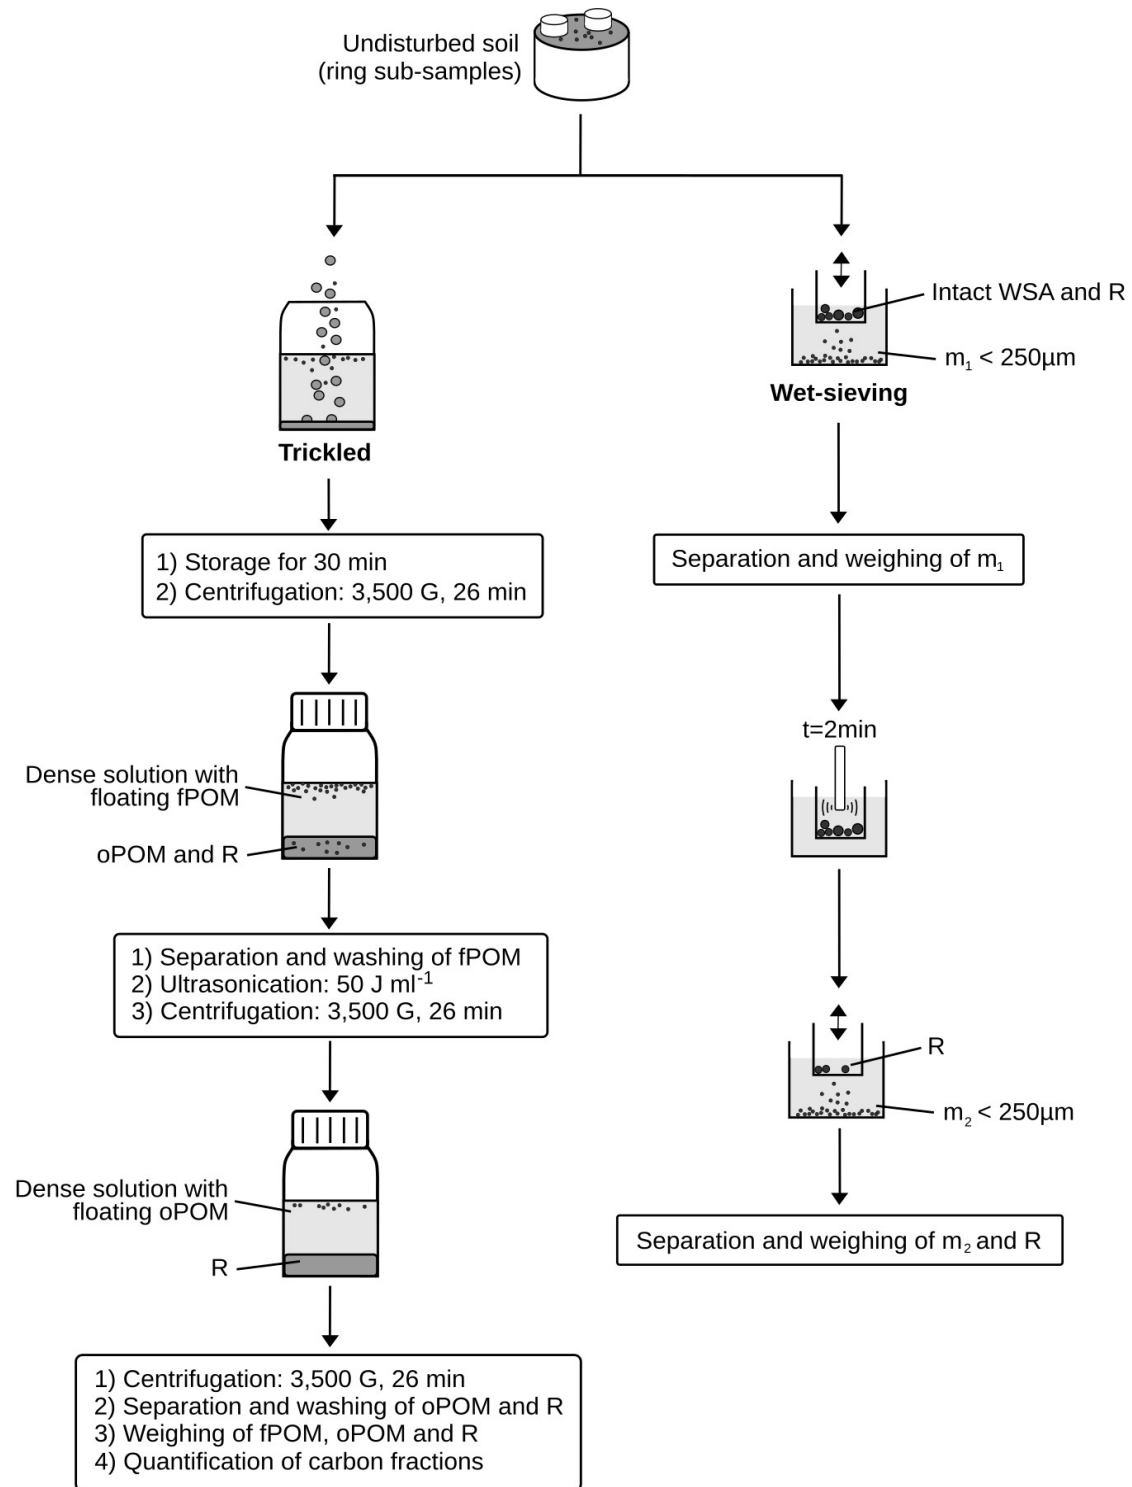 Undisturbed soil
(ring sub-samples)
Trickled
1) Storage for 30 min
2) Centrifugation: 3,500 G, 26 min
Dense solution with
floating fPOM
oPOM and R
1) Separation and washing of fPOM
2) Ultrasonication: 50 J ml⁻¹
3) Centrifugation: 3,500 G, 26 min
Dense solution with
floating oPOM
R
1) Centrifugation: 3,500 G, 26 min
2) Separation and washing of oPOM and R
3) Weighing of fPOM, oPOM and R
4) Quantification of carbon fractions
Intact WSA and R
m₁ < 250µm
Wet-sieving
Separation and weighing of m₁
t=2min
R
m₂ < 250µm
Separation and weighing of m₂ and R